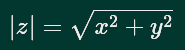 |z| = √(x² + y²)